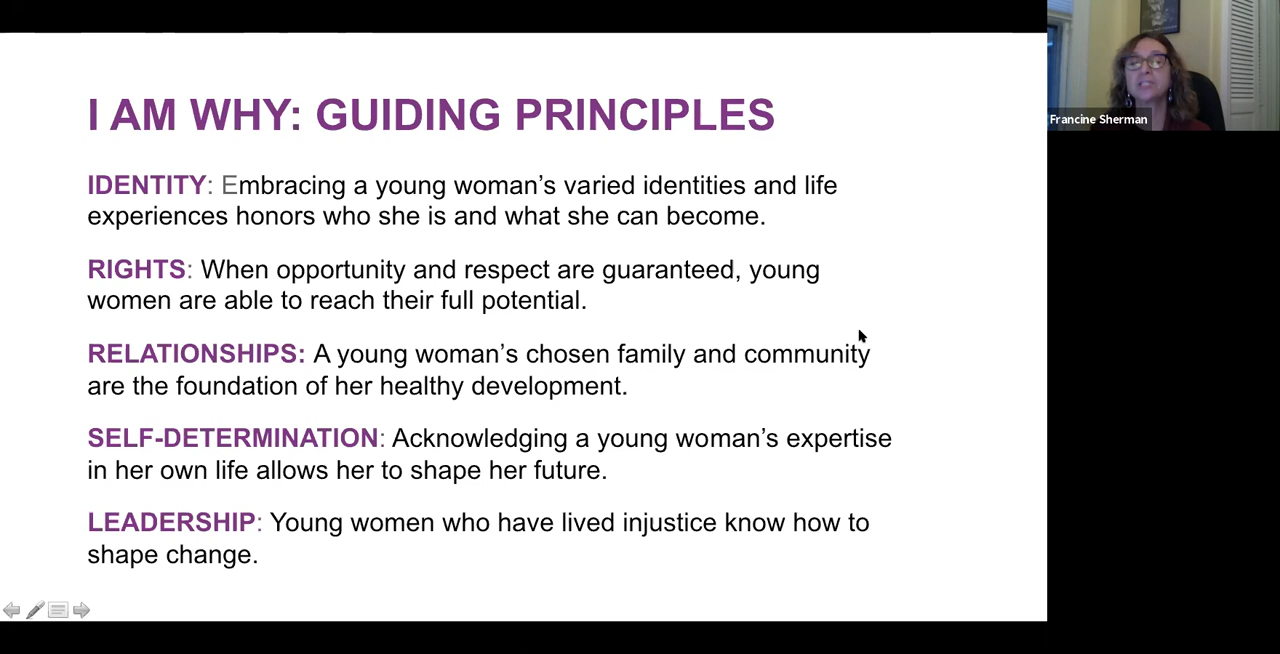 I AM WHY: GUIDING PRINCIPLES
IDENTITY: Embracing a young woman’s varied identities and life
experiences honors who she is and what she can become.
RIGHTS: When opportunity and respect are guaranteed, young
women are able to reach their full potential.
RELATIONSHIPS: A young woman’s chosen family and community
are the foundation of her healthy development.
SELF-DETERMINATION: Acknowledging a young woman’s expertise
in her own life allows her to shape her future.
LEADERSHIP: Young women who have lived injustice know how to
shape change.
Francine Sherman